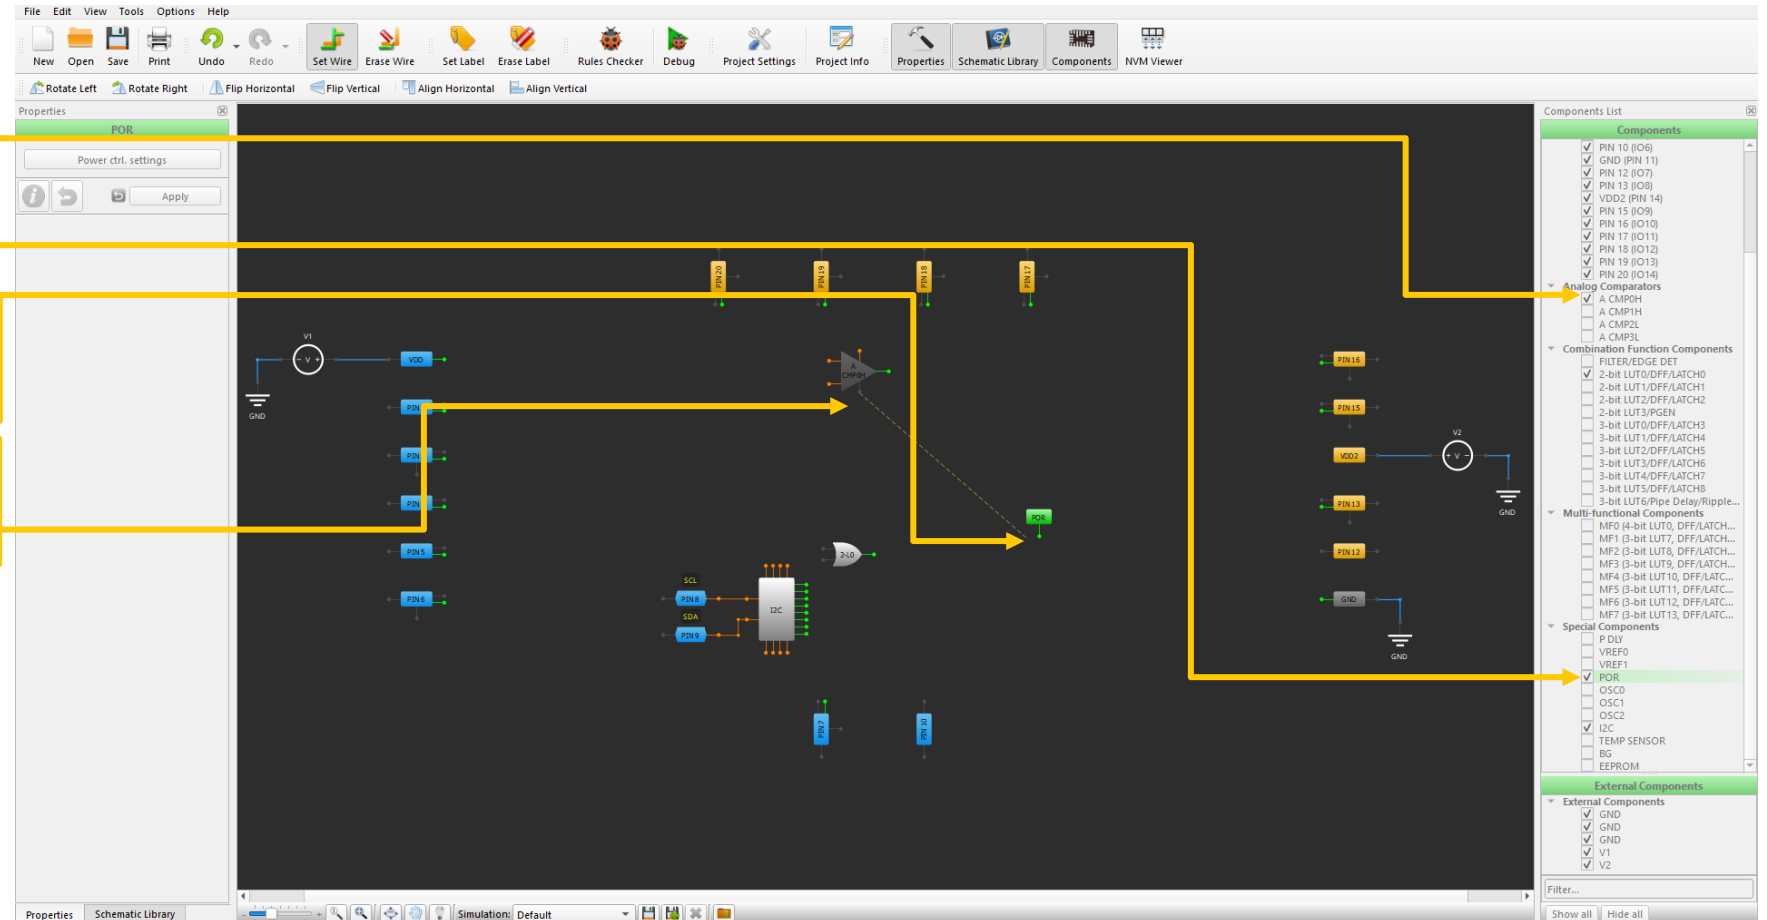 File Edit View Tools Options Help
New Open Save Print Undo Redo Set Wire Erase Wire Set Label Erase Label Rules Checker Debug Project Settings Project Info Properties Schematic Library Components NVM Viewer
Rotate Left Rotate Right Flip Horizontal Flip Vertical Align Horizontal Align Vertical
Properties
POR
Power ctrl. settings
Apply
PIN 20
PIN 19
PIN 18
PIN 17
V1
- V +
VDD
GND
PIN
PIN
PIN
PIN 5
PIN 6
A
CMP0H
POR
2-L0
SCL
PIN 8
SDA
PIN 9
I2C
PIN 7
PIN 10
PIN 16
PIN 15
VDD2
V2
+ V -
GND
PIN 13
PIN 12
GND
GND
Components List
Components
PIN 10 (IO6)
GND (PIN 11)
PIN 12 (IO7)
PIN 13 (IO8)
VDD2 (PIN 14)
PIN 15 (IO9)
PIN 16 (IO10)
PIN 17 (IO11)
PIN 18 (IO12)
PIN 19 (IO13)
PIN 20 (IO14)
Analog Comparators
A CMP0H
A CMP1H
A CMP2L
A CMP3L
Combination Function Components
FILTER/EDGE DET
2-bit LUT0/DFF/LATCH0
2-bit LUT1/DFF/LATCH1
2-bit LUT2/DFF/LATCH2
2-bit LUT3/PGEN
3-bit LUT0/DFF/LATCH3
3-bit LUT1/DFF/LATCH4
3-bit LUT2/DFF/LATCH5
3-bit LUT3/DFF/LATCH6
3-bit LUT4/DFF/LATCH7
3-bit LUT5/DFF/LATCH8
3-bit LUT6/Pipe Delay/Ripple...
Multi-functional Components
MF0 (4-bit LUT0, DFF/LATCH...
MF1 (3-bit LUT7, DFF/LATCH...
MF2 (3-bit LUT8, DFF/LATCH...
MF3 (3-bit LUT9, DFF/LATCH...
MF4 (3-bit LUT10, DFF/LATC...
MF5 (3-bit LUT11, DFF/LATC...
MF6 (3-bit LUT12, DFF/LATC...
MF7 (3-bit LUT13, DFF/LATC...
Special Components
P DLY
VREF0
VREF1
POR
OSC0
OSC1
OSC2
I2C
TEMP SENSOR
BG
EEPROM
External Components
External Components
GND
GND
GND
V1
V2
Filter...
Show all Hide all
Properties Schematic Library
Simulation: Default